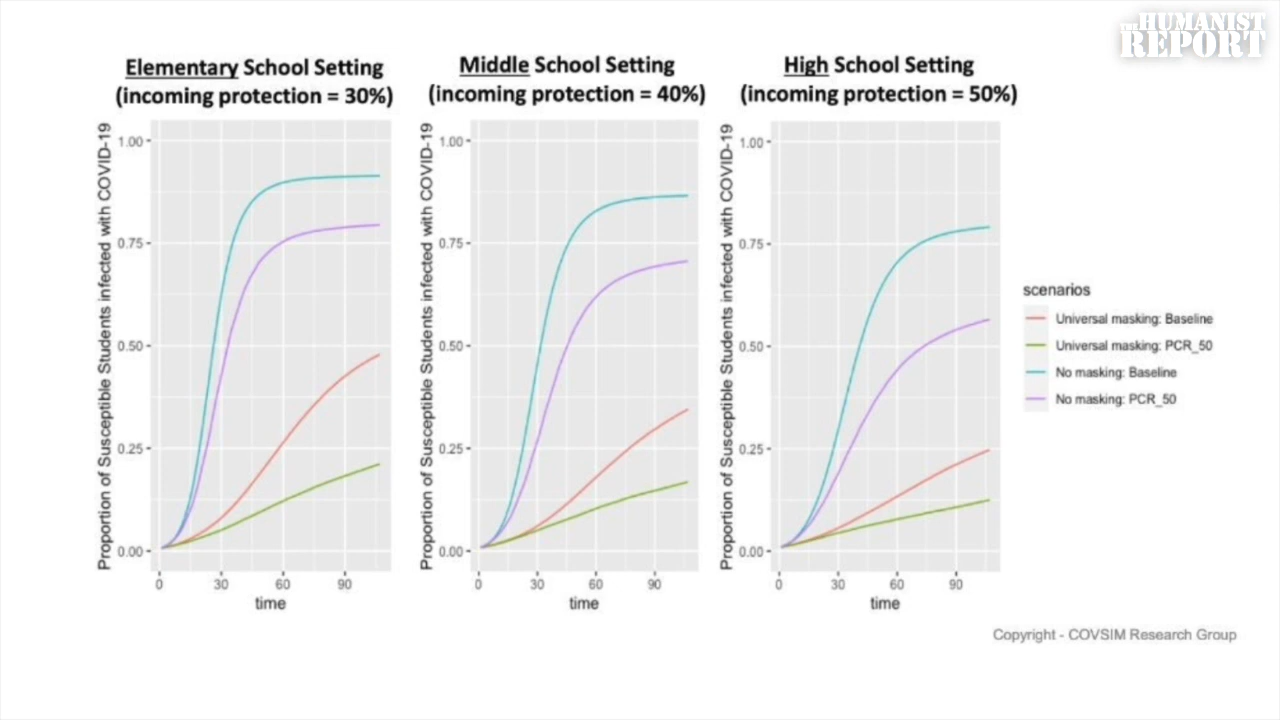 THE HUMANIST
REPORT
Elementary School Setting
(incoming protection = 30%)
Middle School Setting
(incoming protection = 40%)
High School Setting
(incoming protection = 50%)
Proportion of Susceptible Students infected with COVID-19
1.00
0.75
0.50
0.25
0.00
0 30 60 90
time
Proportion of Susceptible Students infected with COVID-19
1.00
0.75
0.50
0.25
0.00
0 30 60 90
time
Proportion of Susceptible Students infected with COVID-19
1.00
0.75
0.50
0.25
0.00
0 30 60 90
time
scenarios
Universal masking: Baseline
Universal masking: PCR_50
No masking: Baseline
No masking: PCR_50
Copyright - COVSIM Research Group